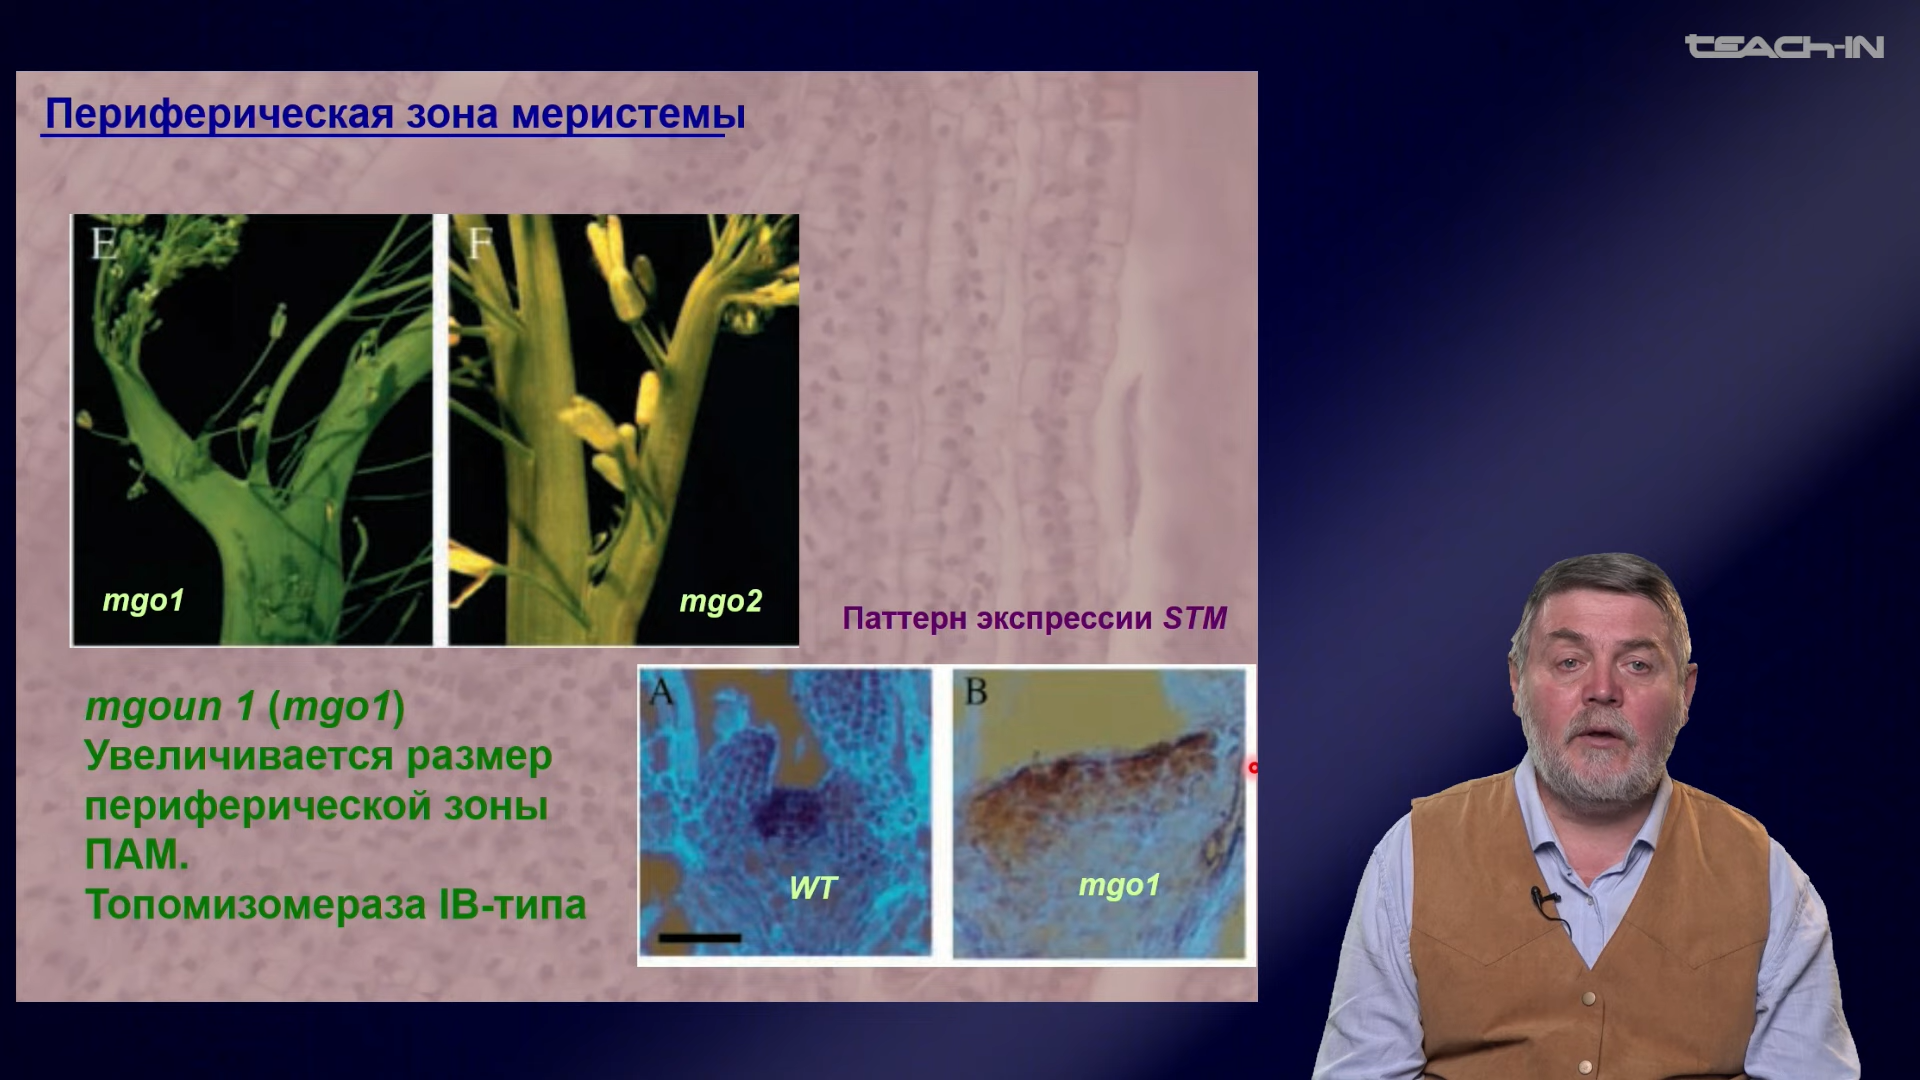 TEACh-IN
Периферическая зона меристемы
E
F
mgo1
mgo2
Паттерн экспрессии STM
mgoun 1 (mgo1)
Увеличивается размер
периферической зоны
ПАМ.
Топомизомераза IB-типа
A
B
WT
mgo1